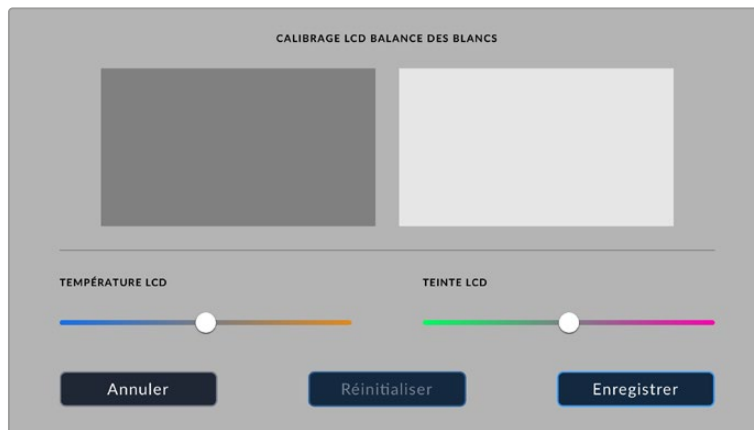 CALIBRAGE LCD BALANCE DES BLANCS
TEMPÉRATURE LCD
TEINTE LCD
Annuler
Réinitialiser
Enregistrer